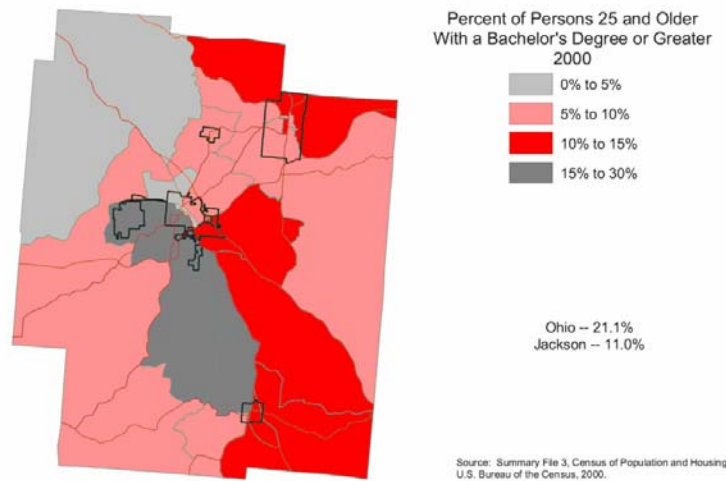 Percent of Persons 25 and Older
With a Bachelor's Degree or Greater
2000
0% to 5%
5% to 10%
10% to 15%
15% to 30%
Ohio -- 21.1%
Jackson -- 11.0%
Source: Summary File 3, Census of Population and Housing
U.S. Bureau of the Census, 2000.